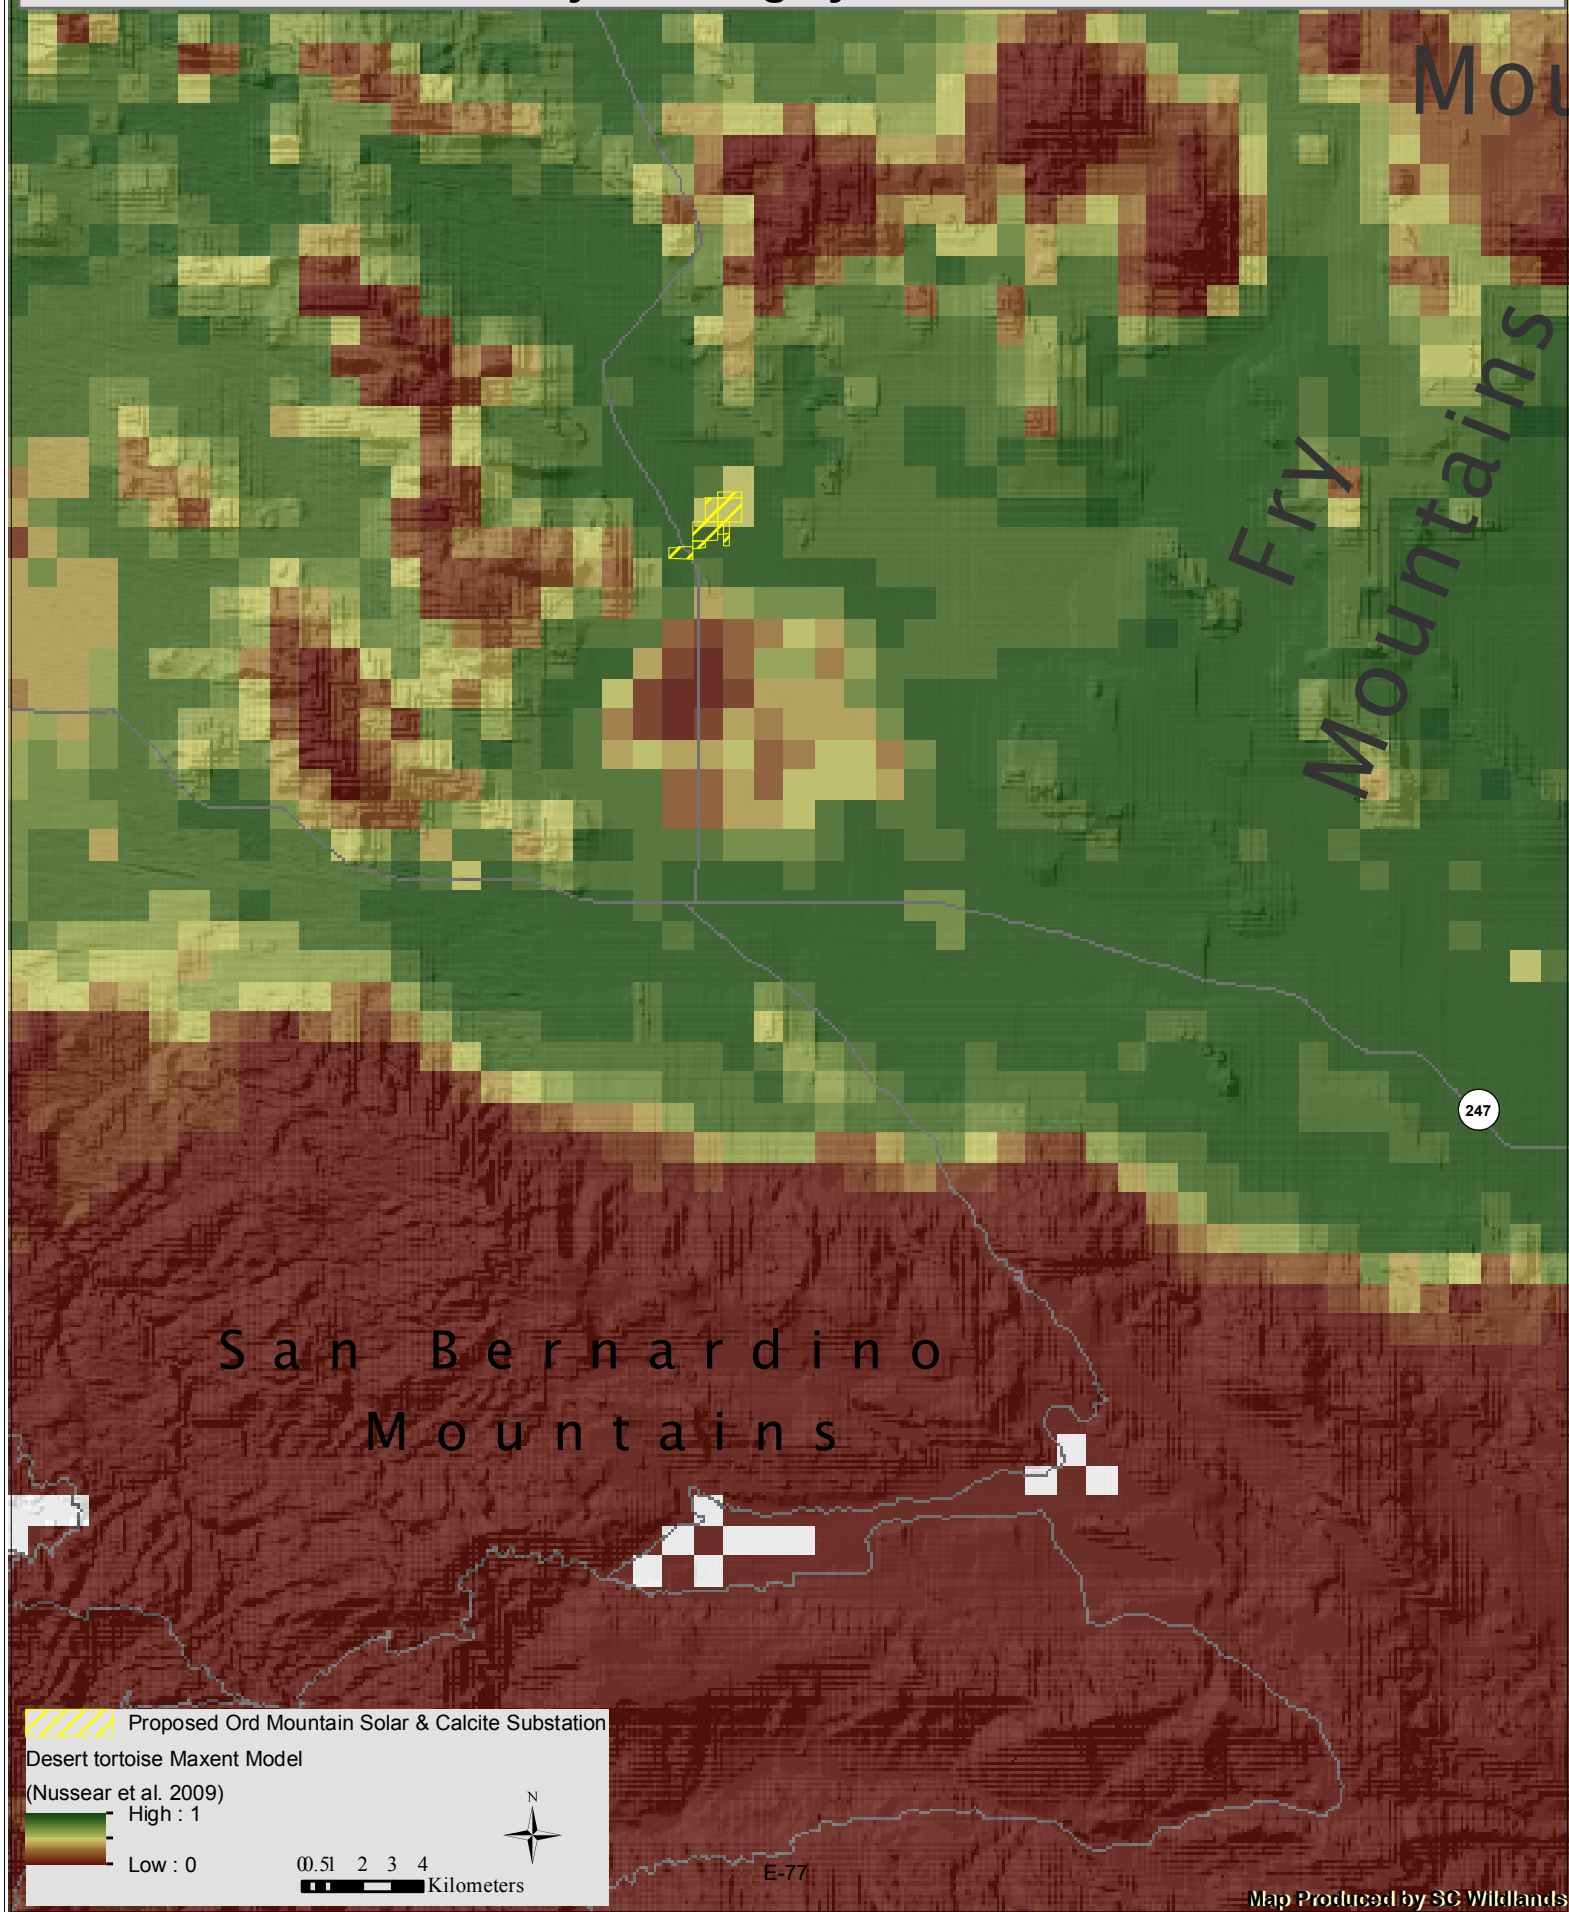 Mou
Fry
Mountains
247
San Bernardino
Mountains
Proposed Ord Mountain Solar & Calcite Substation
Desert tortoise Maxent Model
(Nussear et al. 2009)
High : 1
Low : 0
N
0 0.5 1 2 3 4
Kilometers
E-77
Map Produced by SC Wildlands